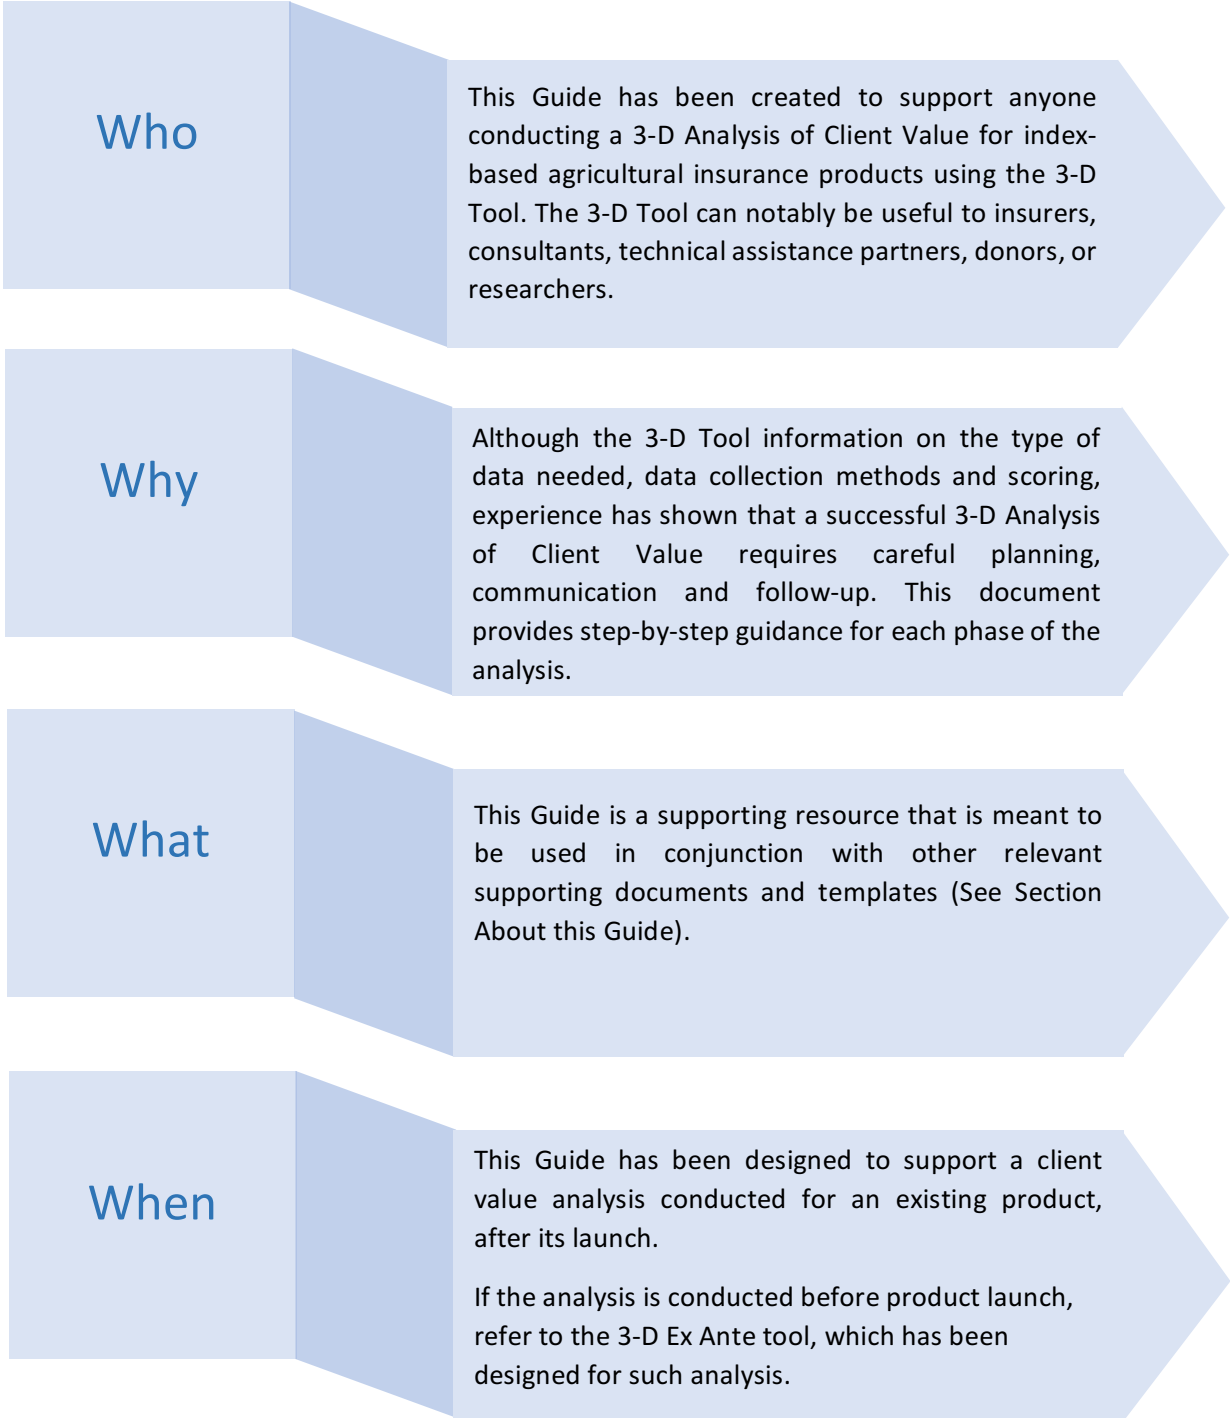 Who
This Guide has been created to support anyone
conducting a 3-D Analysis of Client Value for index-
based agricultural insurance products using the 3-D
Tool. The 3-D Tool can notably be useful to insurers,
consultants, technical assistance partners, donors, or
researchers.
Why
Although the 3-D Tool information on the type of
data needed, data collection methods and scoring,
experience has shown that a successful 3-D Analysis
of Client Value requires careful planning,
communication and follow-up. This document
provides step-by-step guidance for each phase of the
analysis.
What
This Guide is a supporting resource that is meant to
be used in conjunction with other relevant
supporting documents and templates (See Section
About this Guide).
When
This Guide has been designed to support a client
value analysis conducted for an existing product,
after its launch.
If the analysis is conducted before product launch,
refer to the 3-D Ex Ante tool, which has been
designed for such analysis.